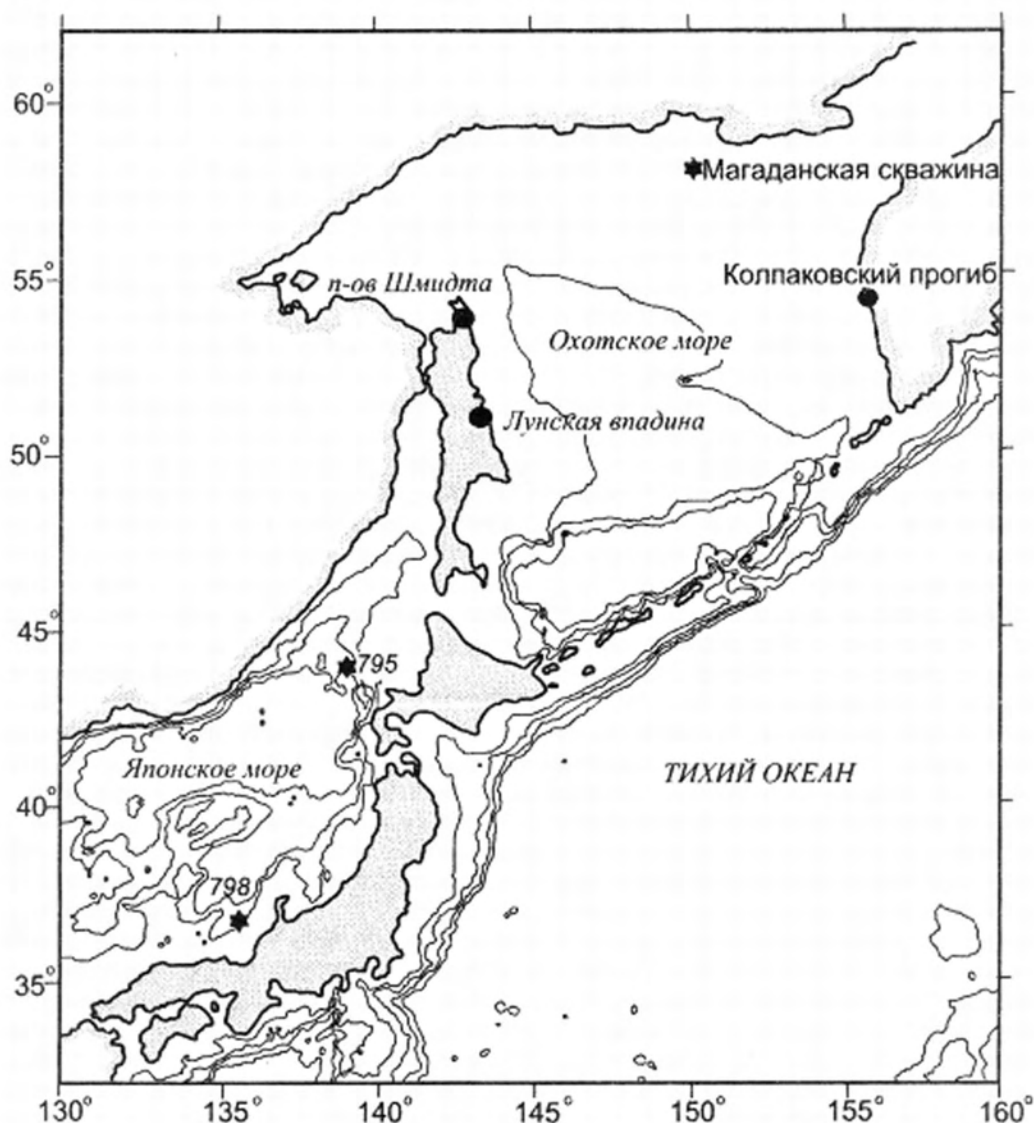 60°
Магаданская скважина
55°
п-ов Шмидта
Колпаковский прогиб
Охотское море
Лунская впадина
50°
45°
795
Японское море
ТИХИЙ ОКЕАН
40°
798
35°
130° 135° 140° 145° 150° 155° 160°